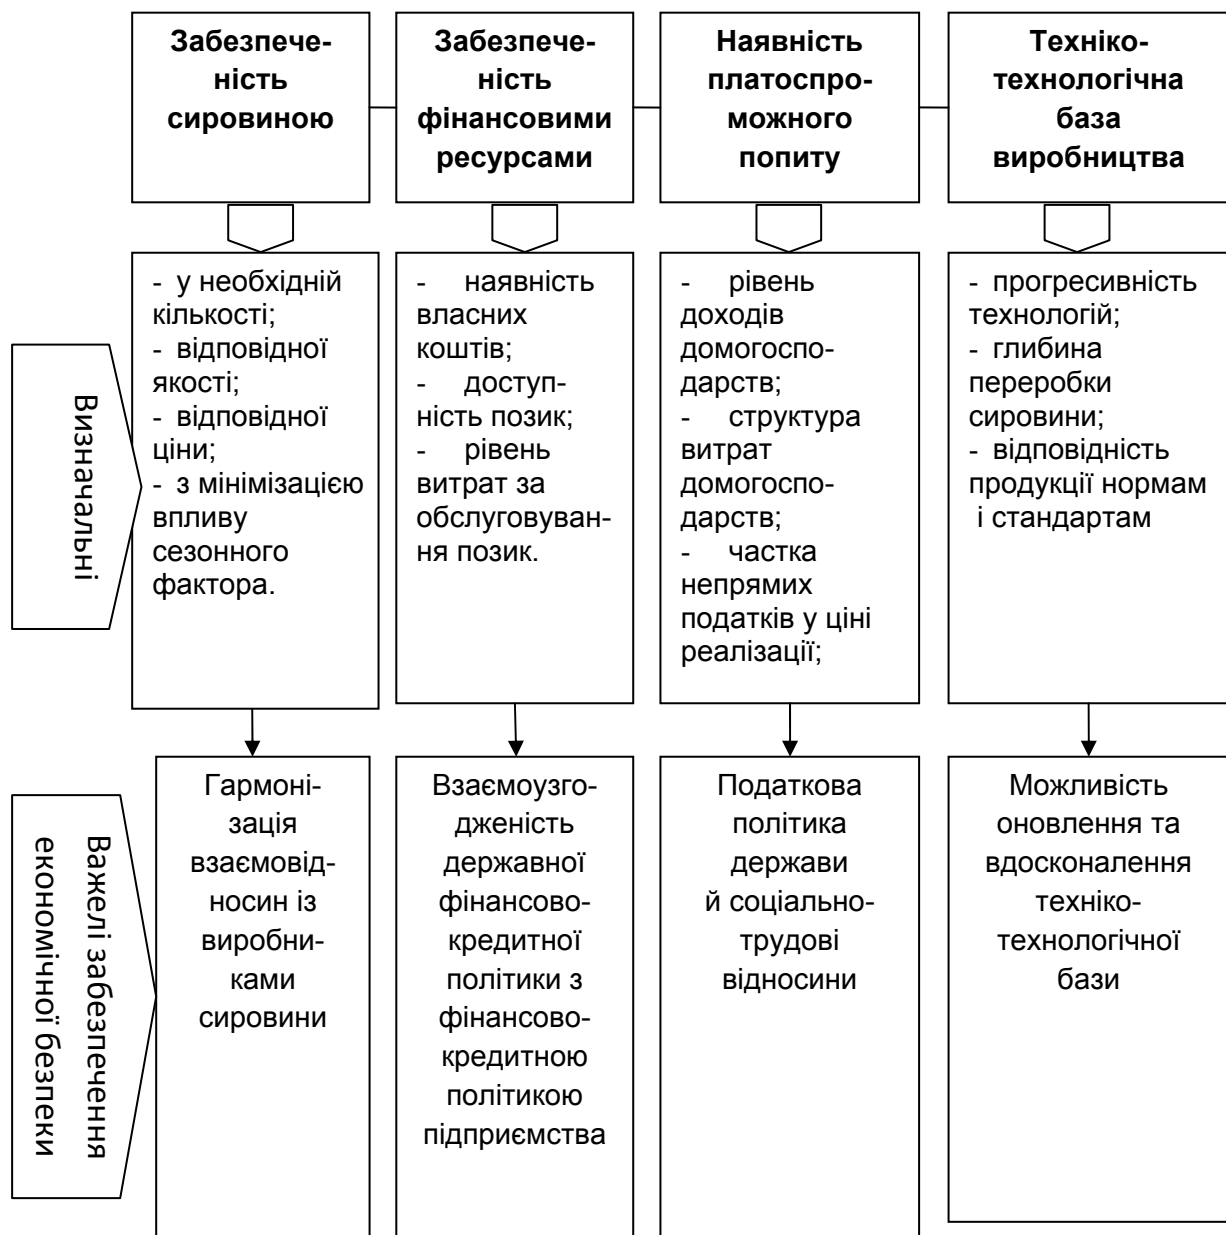 Забезпече-
ність
сировиною
Забезпече-
ність
фінансовими
ресурсами
Наявність
платоспро-
можного
попиту
Техніко-
технологічна
база
виробництва
Визначальні
- у необхідній
кількості;
- відповідної
якості;
- відповідної
ціни;
- з мінімізацією
впливу
сезонного
фактора.
- наявність
власних
коштів;
- доступ-
ність позик;
- рівень
витрат за
обслуговуван-
ня позик.
- рівень
доходів
домогоспо-
дарств;
- структура
витрат
домогоспо-
дарств;
- частка
непрямих
податків у ціні
реалізації;
- прогресивність
технологій;
- глибина
переробки
сировини;
- відповідність
продукції нормам
і стандартам
Важелі забезпечення
економічної безпеки
Гармоні-
зація
взаємовід-
носин із
виробни-
ками
сировини
Взаємоузго-
дженість
державної
фінансово-
кредитної
політики з
фінансово-
кредитною
політикою
підприємства
Податкова
політика
держави
й соціально-
трудові
відносини
Можливість
оновлення та
вдосконалення
техніко-
технологічної
бази